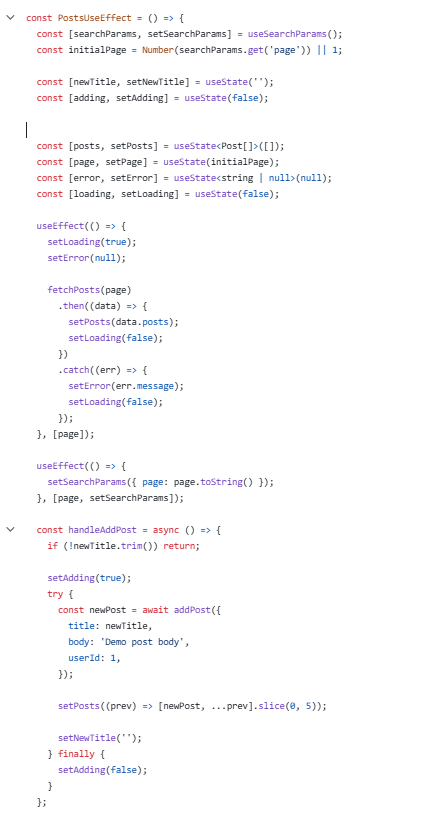 const PostsUseEffect = () => {
const [searchParams, setSearchParams] = useSearchParams();
const initialPage = Number(searchParams.get('page')) || 1;
const [newTitle, setNewTitle] = useState('');
const [adding, setAdding] = useState(false);
const [posts, setPosts] = useState<Post[]>([]);
const [page, setPage] = useState(initialPage);
const [error, setError] = useState<string | null>(null);
const [loading, setLoading] = useState(false);
useEffect(() => {
setLoading(true);
setError(null);
fetchPosts(page)
.then((data) => {
setPosts(data.posts);
setLoading(false);
})
.catch((err) => {
setError(err.message);
setLoading(false);
});
}, [page]);
useEffect(() => {
setSearchParams({ page: page.toString() });
}, [page, setSearchParams]);
const handleAddPost = async () => {
if (!newTitle.trim()) return;
setAdding(true);
try {
const newPost = await addPost({
title: newTitle,
body: 'Demo post body',
userId: 1,
});
setPosts((prev) => [newPost, ...prev].slice(0, 5));
setNewTitle('');
} finally {
setAdding(false);
}
};